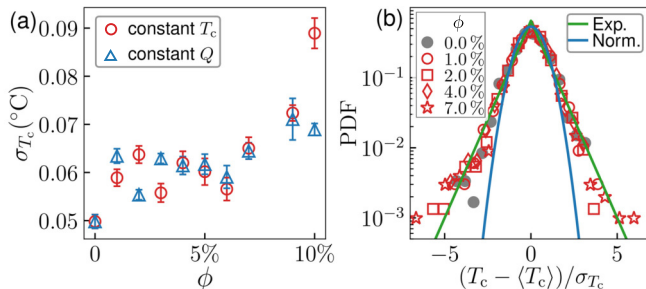 (a)
constant T_c
constant Q
0.09
0.08
0.07
0.06
0.05
σ_{T_c}(°C)
0
5%
10%
ϕ
(b)
ϕ
0.0 %
1.0 %
2.0 %
4.0 %
7.0 %
Exp.
Norm.
10^{-1}
10^{-2}
10^{-3}
PDF
−5
0
5
(T_c − ⟨T_c⟩)/σ_{T_c}